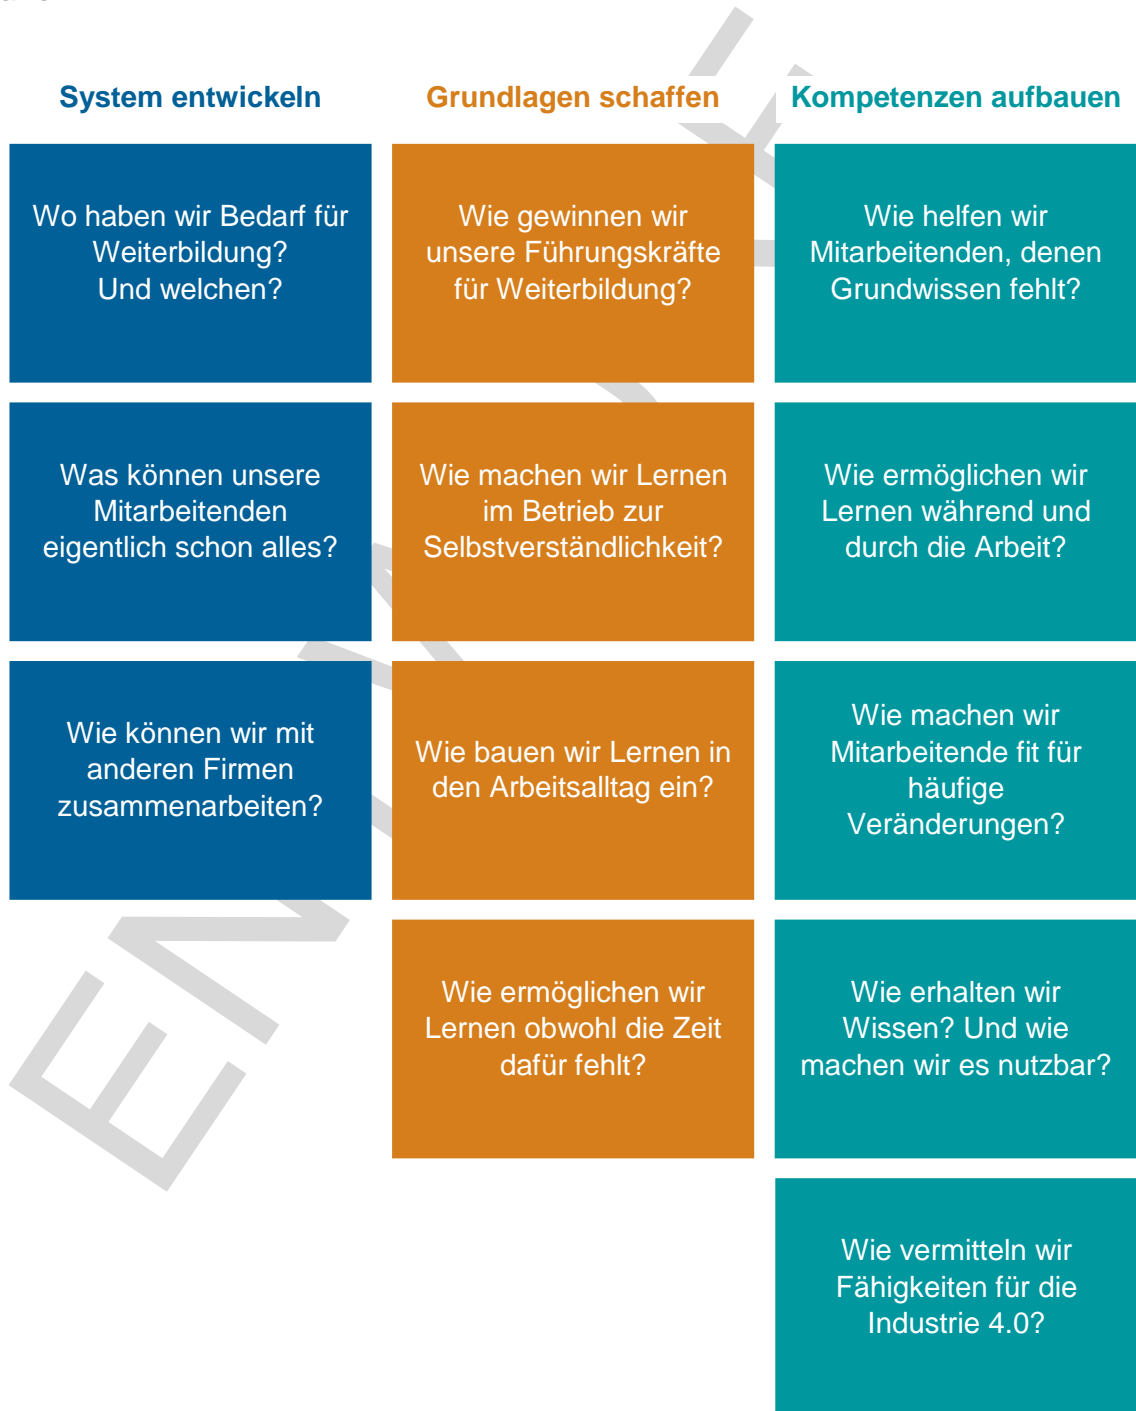 System entwickeln
Wo haben wir Bedarf für
Weiterbildung?
Und welchen?
Was können unsere
Mitarbeitenden
eigentlich schon alles?
Wie können wir mit
anderen Firmen
zusammenarbeiten?
Grundlagen schaffen
Wie gewinnen wir
unsere Führungskräfte
für Weiterbildung?
Wie machen wir Lernen
im Betrieb zur
Selbstverständlichkeit?
Wie bauen wir Lernen in
den Arbeitsalltag ein?
Wie ermöglichen wir
Lernen obwohl die Zeit
dafür fehlt?
Kompetenzen aufbauen
Wie helfen wir
Mitarbeitenden, denen
Grundwissen fehlt?
Wie ermöglichen wir
Lernen während und
durch die Arbeit?
Wie machen wir
Mitarbeitende fit für
häufige
Veränderungen?
Wie erhalten wir
Wissen? Und wie
machen wir es nutzbar?
Wie vermitteln wir
Fähigkeiten für die
Industrie 4.0?